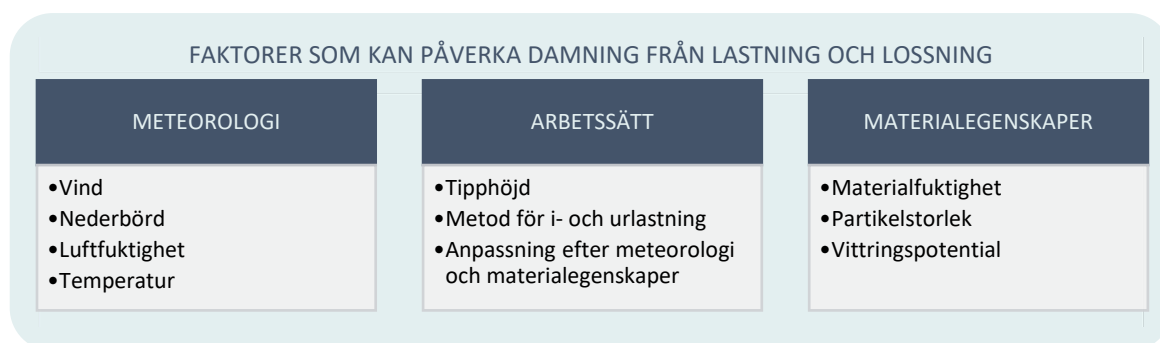 FAKTORER SOM KAN PÅVERKA DAMNING FRÅN LASTNING OCH LOSSNING
METEOROLOGI
•Vind
•Nederbörd
•Luftfuktighet
•Temperatur
ARBETSSÄTT
•Tipphöjd
•Metod för i- och urlastning
•Anpassning efter meteorologi
och materialegenskaper
MATERIALEGENSKAPER
•Materialfuktighet
•Partikelstorlek
•Vittringspotential